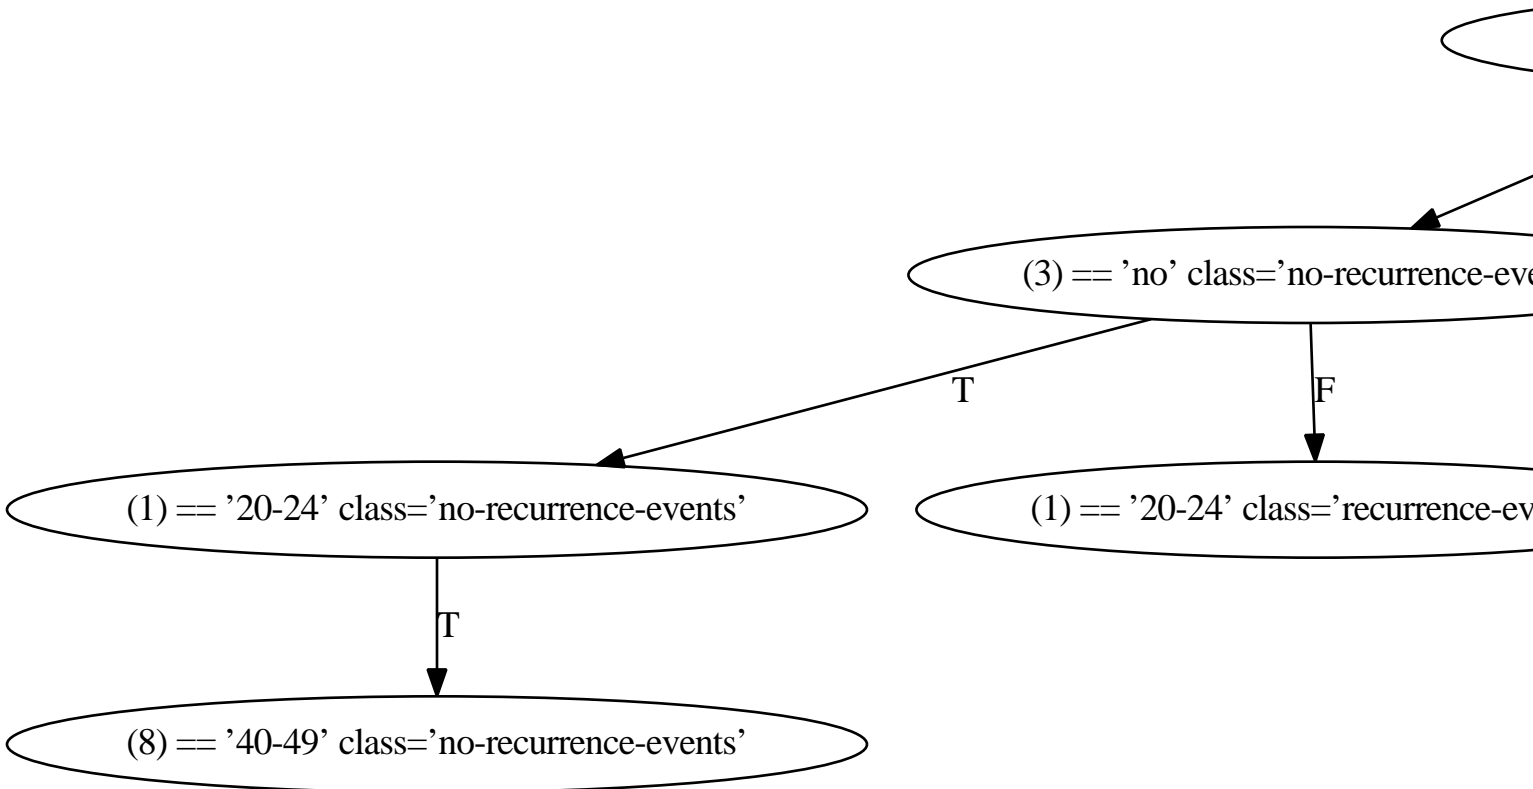 (3) == ’no’ class=’no-recurrence-eve
T
F
(1) == ’20-24’ class=’no-recurrence-events’
(1) == ’20-24’ class=’recurrence-ev
T
(8) == ’40-49’ class=’no-recurrence-events’